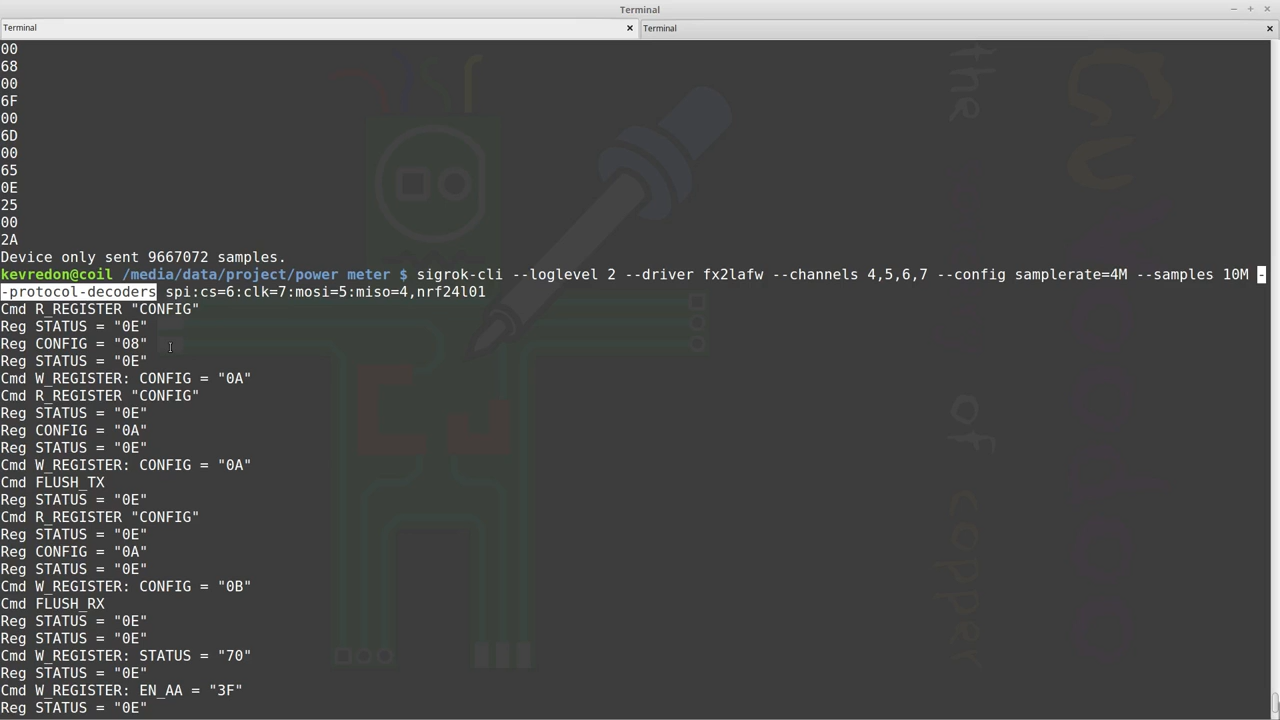 Terminal
Terminal
Terminal
00
68
00
6F
00
6D
00
65
0E
25
00
2A
Device only sent 9667072 samples.
kevredon@coil /media/data/project/power meter $ sigrok-cli --loglevel 2 --driver fx2lafw --channels 4,5,6,7 --config samplerate=4M --samples 10M -
-protocol-decoders spi:cs=6:clk=7:mosi=5:miso=4,nrf24l01
Cmd R_REGISTER "CONFIG"
Reg STATUS = "0E"
Reg CONFIG = "08"
Reg STATUS = "0E"
Cmd W_REGISTER: CONFIG = "0A"
Cmd R_REGISTER "CONFIG"
Reg STATUS = "0E"
Reg CONFIG = "0A"
Reg STATUS = "0E"
Cmd W_REGISTER: CONFIG = "0A"
Cmd FLUSH_TX
Reg STATUS = "0E"
Cmd R_REGISTER "CONFIG"
Reg STATUS = "0E"
Reg CONFIG = "0A"
Reg STATUS = "0E"
Cmd W_REGISTER: CONFIG = "0B"
Cmd FLUSH_RX
Reg STATUS = "0E"
Reg STATUS = "0E"
Cmd W_REGISTER: STATUS = "70"
Reg STATUS = "0E"
Cmd W_REGISTER: EN_AA = "3F"
Reg STATUS = "0E"
the
of
copper